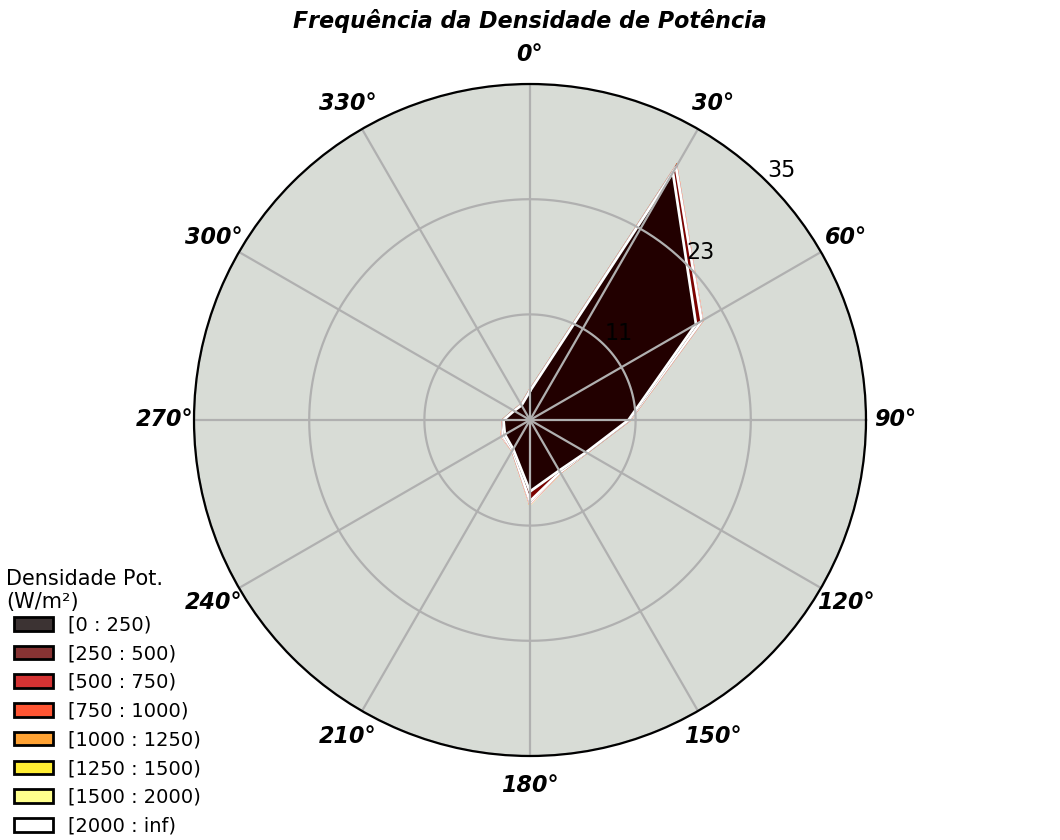 Frequência da Densidade de Potência
0°
330°
30°
35
300°
60°
23
11
270°
90°
Densidade Pot.
(W/m²)
240°
120°
[0 : 250)
[250 : 500)
[500 : 750)
[750 : 1000)
210°
150°
[1000 : 1250)
[1250 : 1500)
180°
[1500 : 2000)
[2000 : inf)